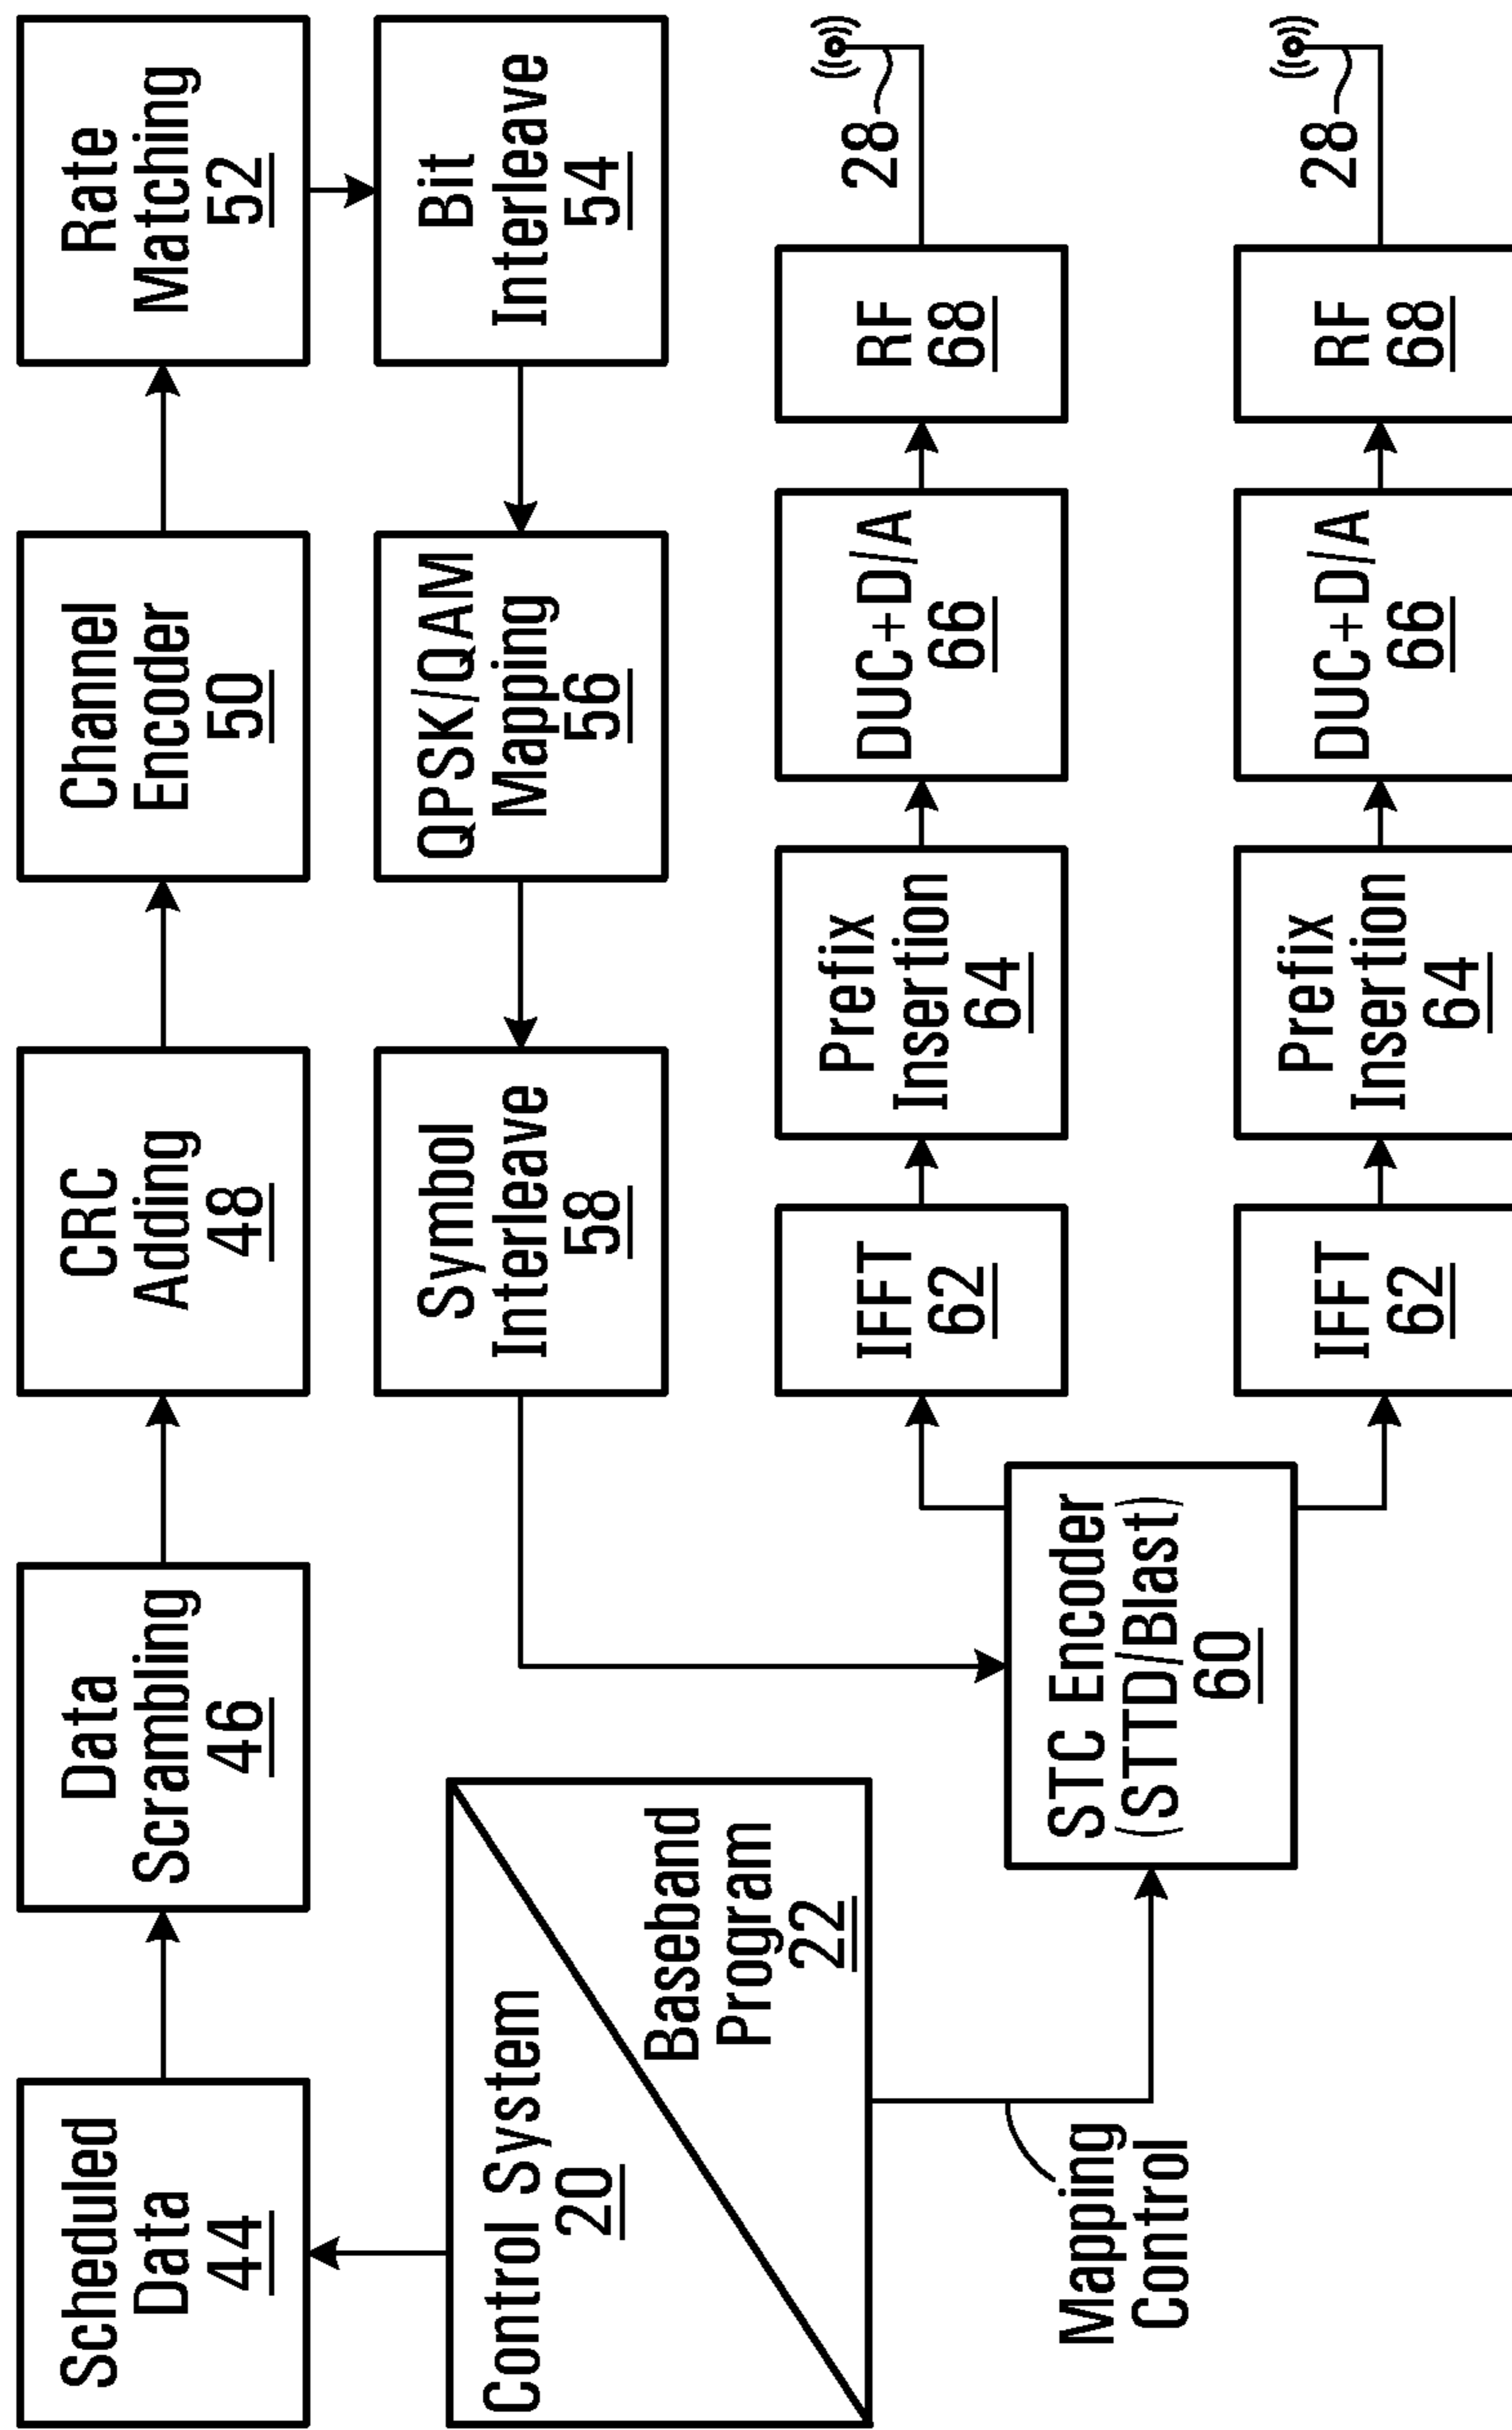 Scheduled
Data
44
Data
Scrambling
46
CRC
Adding
48
Channel
Encoder
50
Rate
Matching
52
Control System
20
Baseband
Program
22
Symbol
Interleave
58
QPSK/QAM
Mapping
56
Bit
Interleave
54
Mapping
Control
STC Encoder
(STTD/Blast)
60
IFFT
62
Prefix
Insertion
64
DUC+D/A
66
RF
68
28
IFFT
62
Prefix
Insertion
64
DUC+D/A
66
RF
68
28